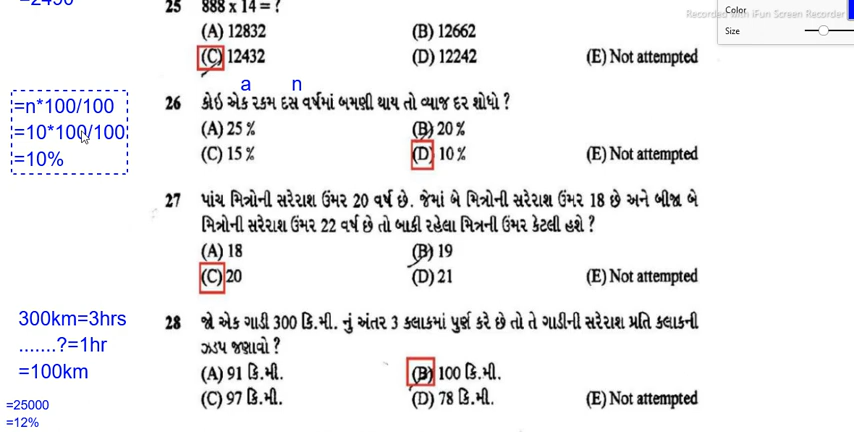 =2450
25 888 x 14 = ?
(A) 12832 (B) 12662
(C) 12432 (D) 12242 (E) Not attempted
Recorded with iFun Screen Recorder
Color
Size
a n
26 કોઇ એક રકમ દસ વર્ષમાં બમણી થાય તો વ્યાજ દર શોધો ?
(A) 25 % (B) 20 %
(C) 15 % (D) 10 % (E) Not attempted
=n*100/100
=10*100/100
=10%
27 પાંચ મિત્રોની સરેરાશ ઉંમર 20 વર્ષ છે. જેમાં બે મિત્રોની સરેરાશ ઉંમર 18 છે અને બીજા બે
મિત્રોની સરેરાશ ઉંમર 22 વર્ષ છે તો બાકી રહેલા મિત્રની ઉંમર કેટલી હશે ?
(A) 18 (B) 19
(C) 20 (D) 21 (E) Not attempted
28 જો એક ગાડી 300 કિ.મી. નું અંતર 3 કલાકમાં પુર્ણ કરે છે તો તે ગાડીની સરેરાશ પ્રતિ કલાકની
ઝડપ જણાવો ?
(A) 91 કિ.મી. (B) 100 કિ.મી.
(C) 97 કિ.મી. (D) 78 કિ.મી. (E) Not attempted
300km=3hrs
.......?=1hr
=100km
=25000
=12%